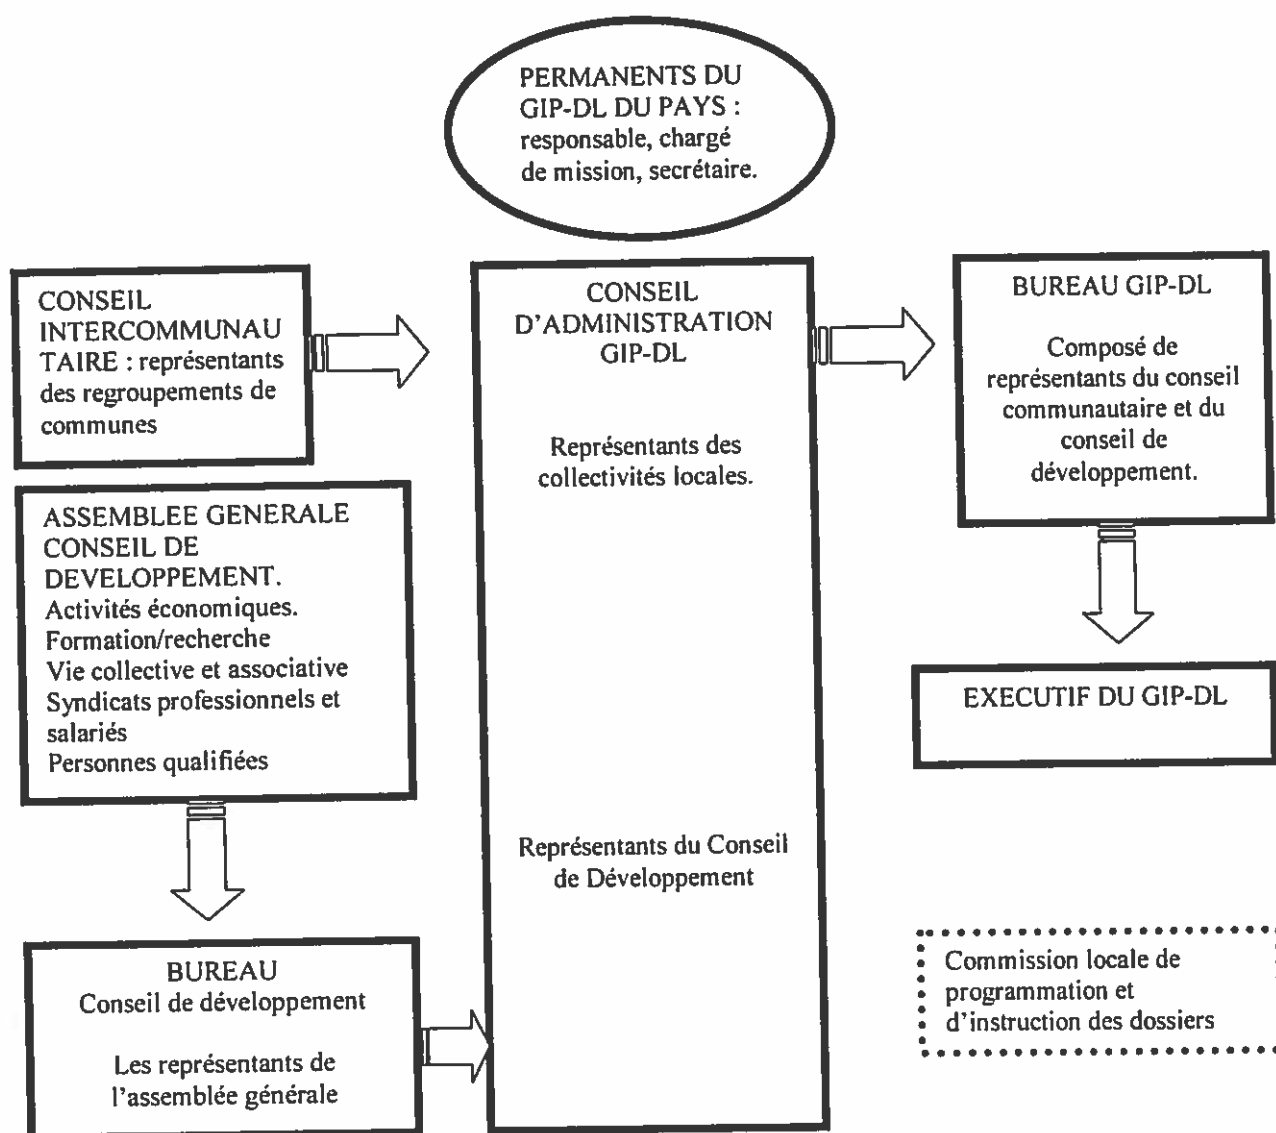 PERMANENTS DU
GIP-DL DU PAYS :
responsable, chargé
de mission, secrétaire.
CONSEIL
INTERCOMMUNAU
TAIRE : représentants
des regroupements de
communes
ASSEMBLEE GENERALE
CONSEIL DE
DEVELOPPEMENT.
Activités économiques.
Formation/recherche
Vie collective et associative
Syndicats professionnels et
salariés
Personnes qualifiées
BUREAU
Conseil de développement
Les représentants de
l'assemblée générale
CONSEIL
D'ADMINISTRATION
GIP-DL
Représentants des
collectivités locales.
Représentants du Conseil
de Développement
BUREAU GIP-DL
Composé de
représentants du conseil
communautaire et du
conseil de
développement.
EXECUTIF DU GIP-DL
Commission locale de
programmation et
d'instruction des dossiers